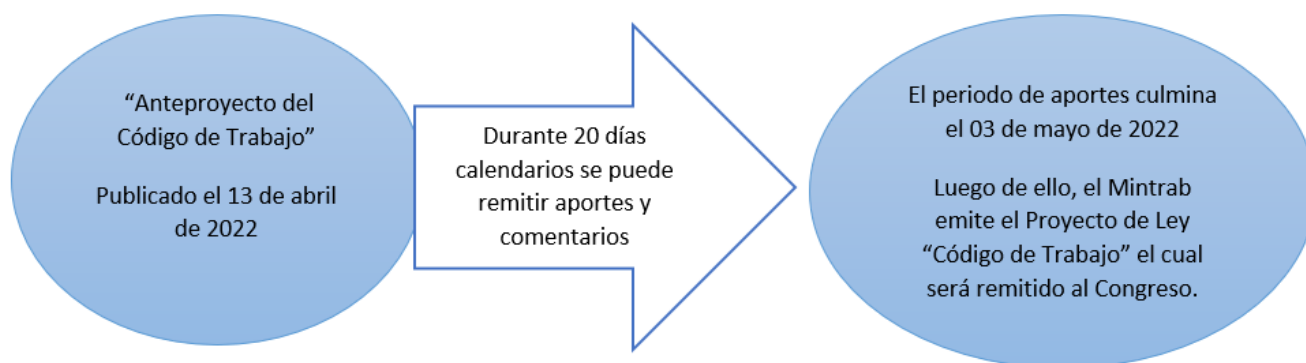 “Anteproyecto del
Código de Trabajo”
Publicado el 13 de abril
de 2022
Durante 20 días
calendarios se puede
remitir aportes y
comentarios
El periodo de aportes culmina
el 03 de mayo de 2022
Luego de ello, el Mintrab
emite el Proyecto de Ley
“Código de Trabajo” el cual
será remitido al Congreso.